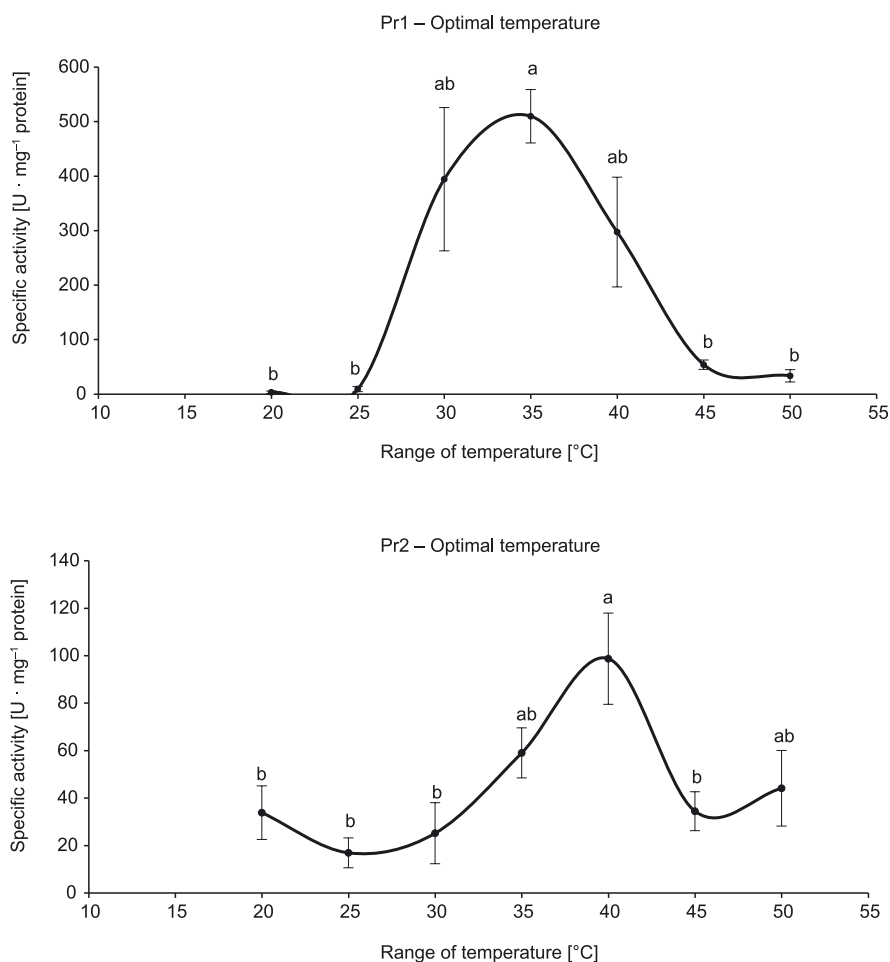 Pr1 – Optimal temperature
Specific activity [U · mg⁻¹ protein]
600
500
400
300
200
100
0
ab
a
ab
b
b
b
b
10 15 20 25 30 35 40 45 50 55
Range of temperature [°C]
Pr2 – Optimal temperature
Specific activity [U · mg⁻¹ protein]
140
120
100
80
60
40
20
0
b
b
b
ab
a
b
ab
10 15 20 25 30 35 40 45 50 55
Range of temperature [°C]